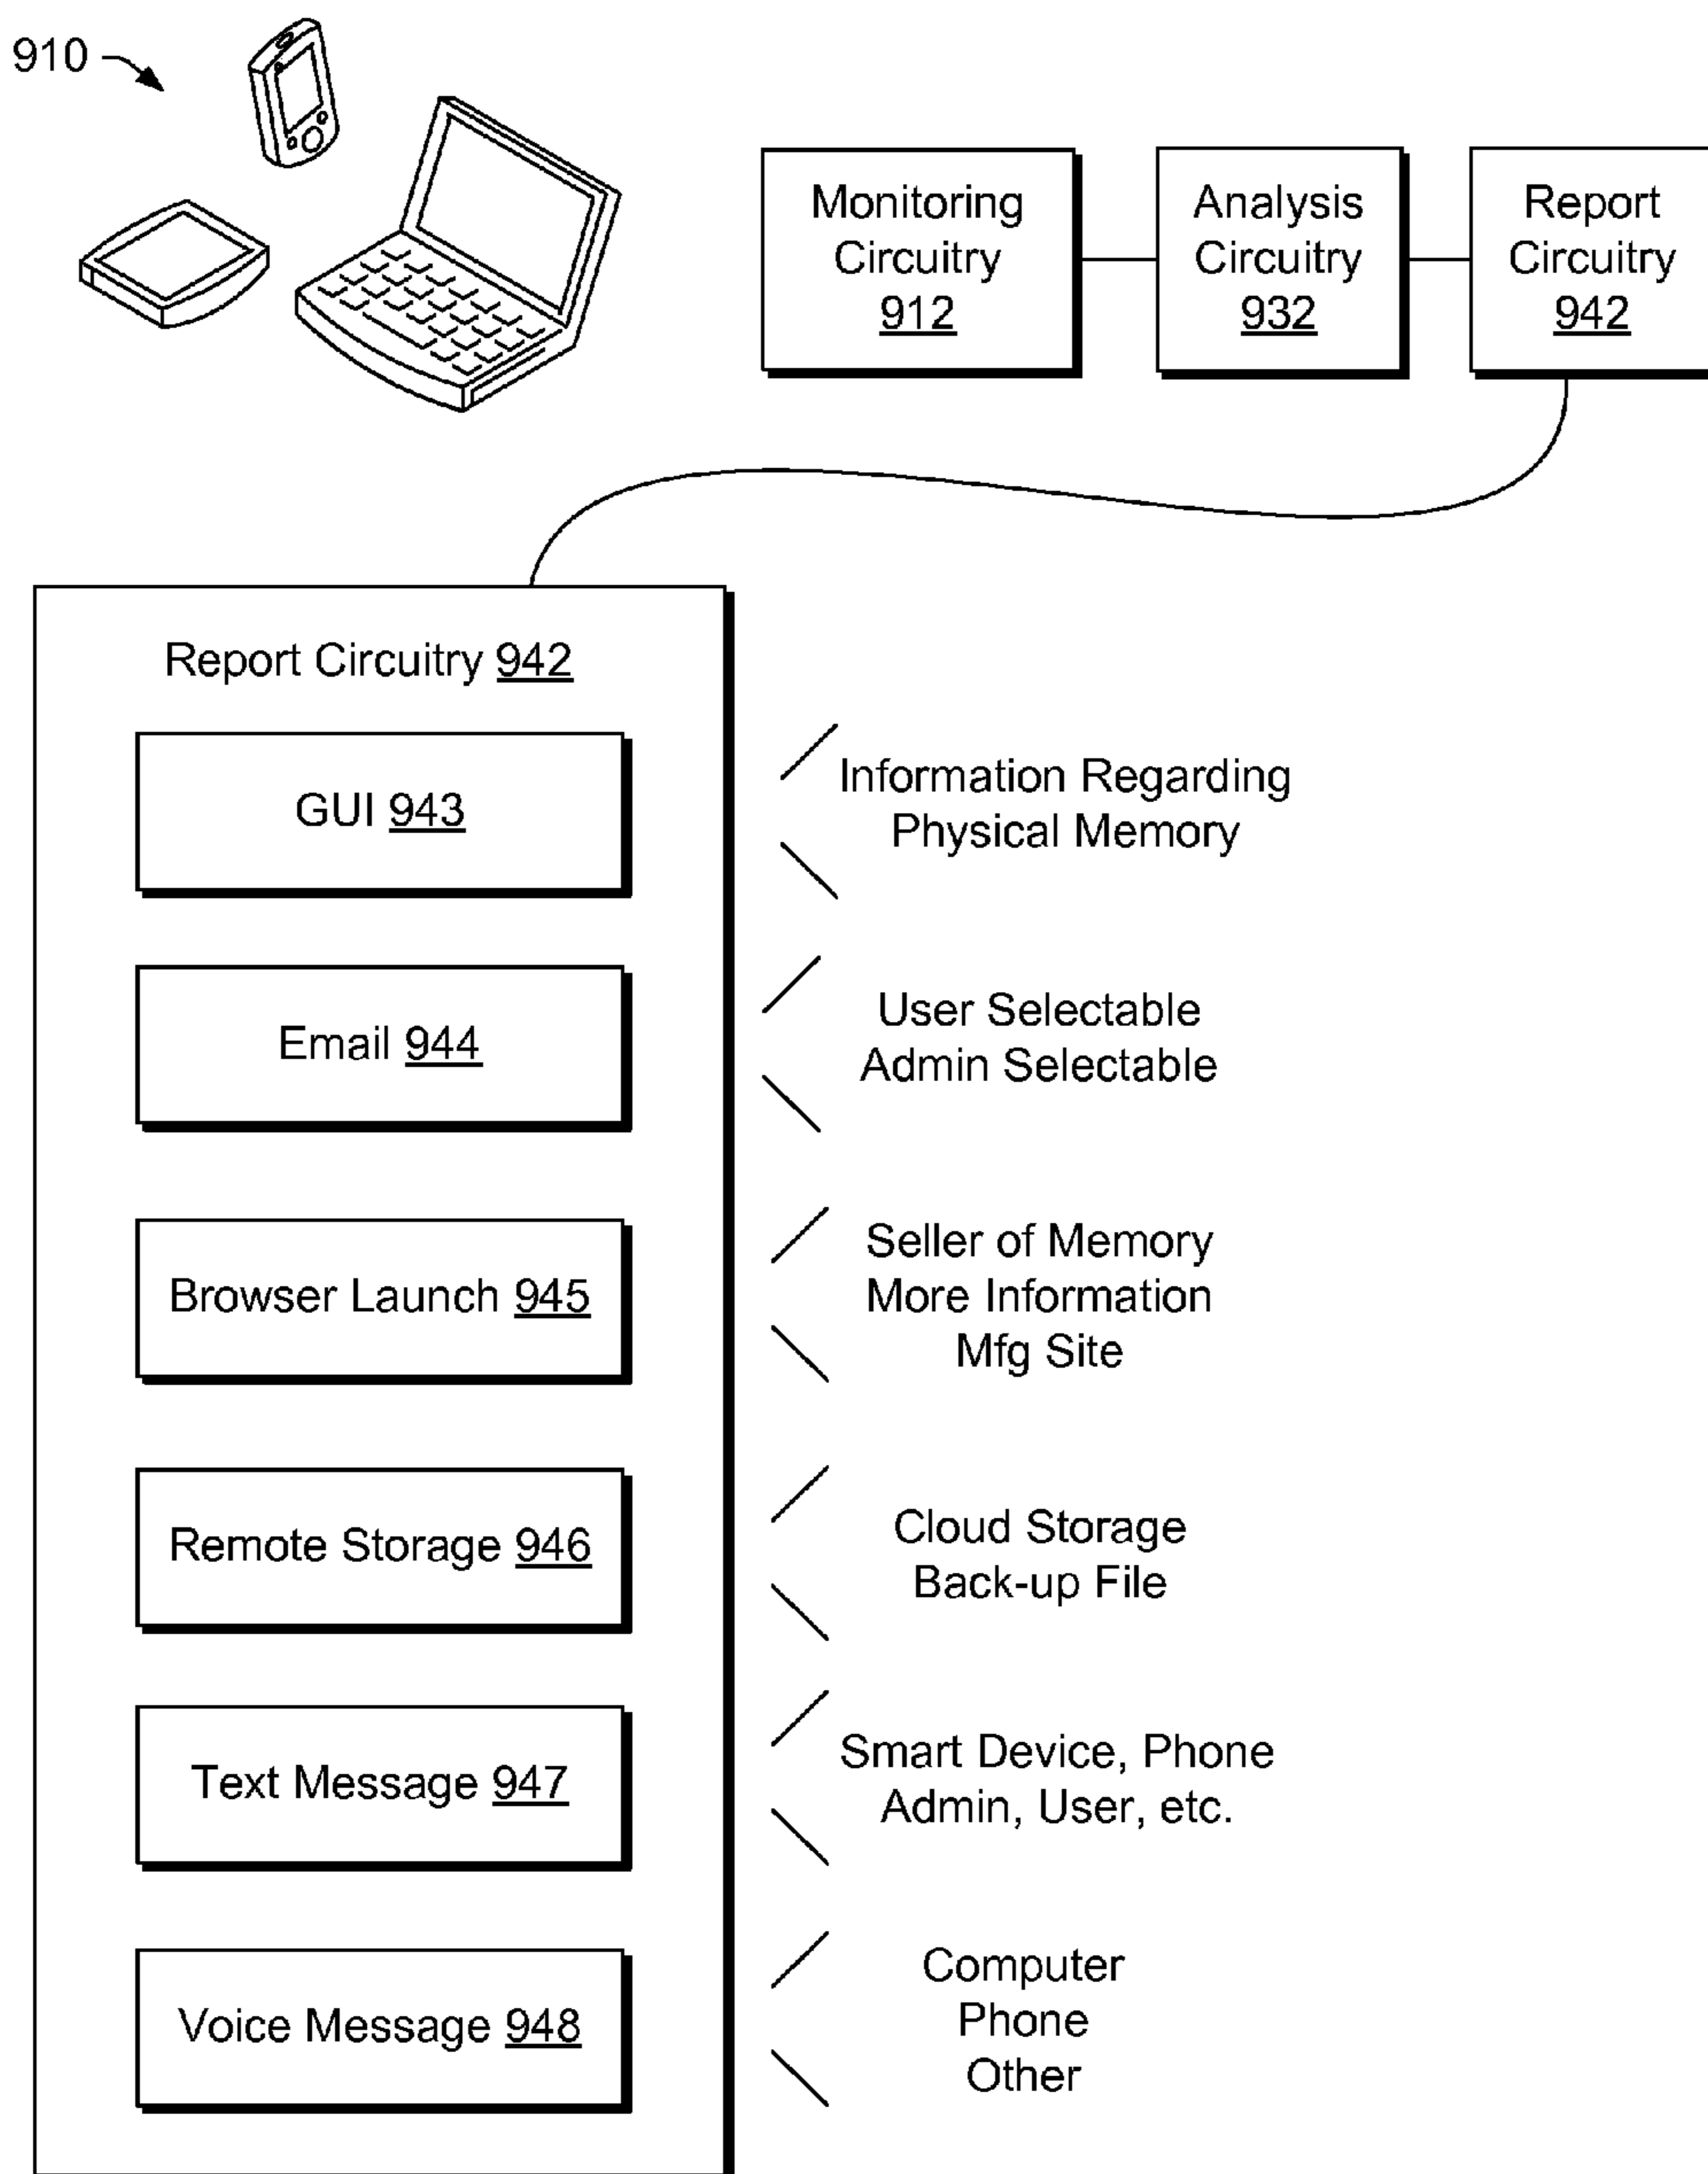 910
Monitoring
Circuitry
912
Analysis
Circuitry
932
Report
Circuitry
942
Report Circuitry 942
GUI 943
Information Regarding
Physical Memory
Email 944
User Selectable
Admin Selectable
Browser Launch 945
Seller of Memory
More Information
Mfg Site
Remote Storage 946
Cloud Storage
Back-up File
Text Message 947
Smart Device, Phone
Admin, User, etc.
Voice Message 948
Computer
Phone
Other